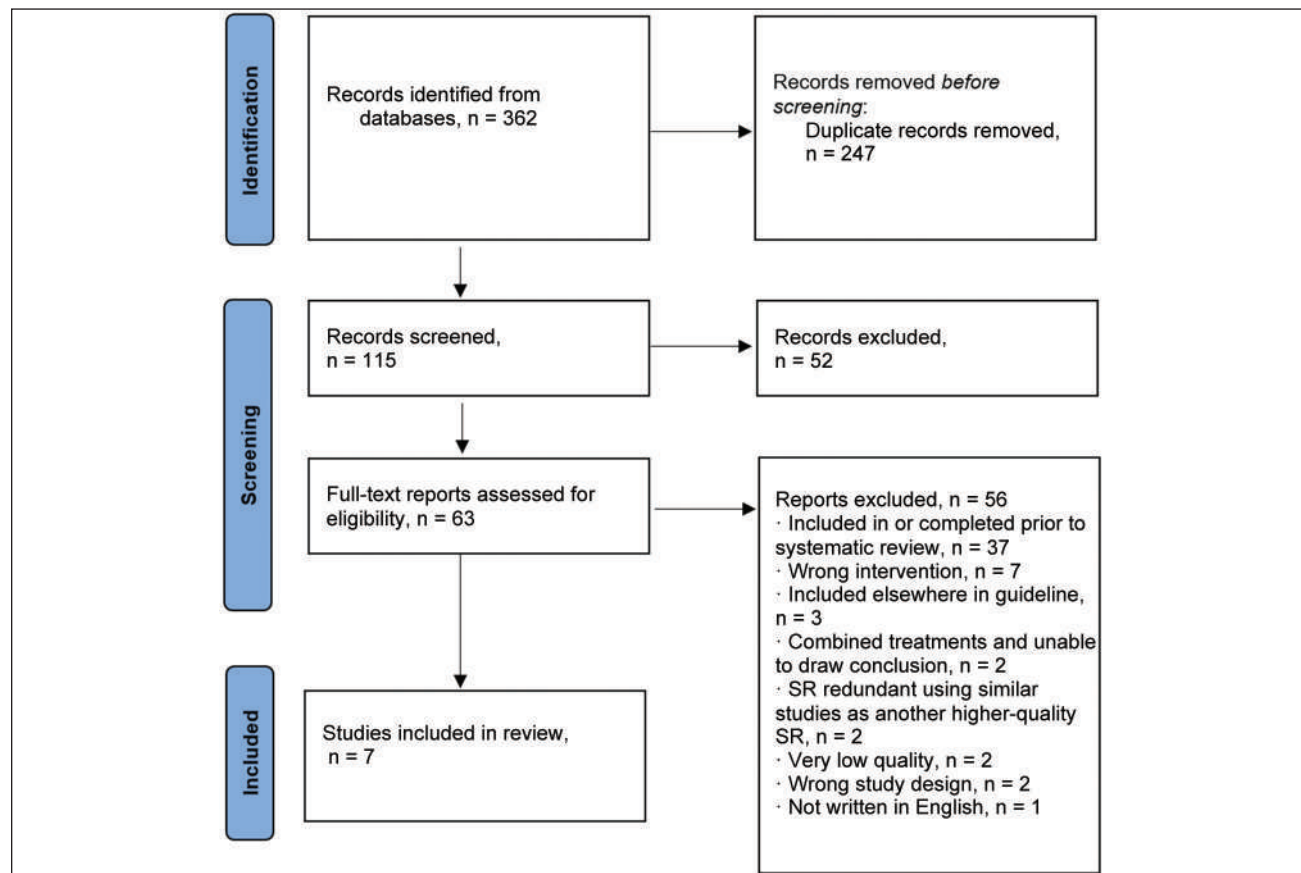 Identification
Records identified from
databases, n = 362
Records removed before
screening:
Duplicate records removed,
n = 247
Screening
Records screened,
n = 115
Records excluded,
n = 52
Full-text reports assessed for
eligibility, n = 63
Reports excluded, n = 56
· Included in or completed prior to
systematic review, n = 37
· Wrong intervention, n = 7
· Included elsewhere in guideline,
n = 3
· Combined treatments and unable
to draw conclusion, n = 2
· SR redundant using similar
studies as another higher-quality
SR, n = 2
· Very low quality, n = 2
· Wrong study design, n = 2
· Not written in English, n = 1
Included
Studies included in review,
n = 7